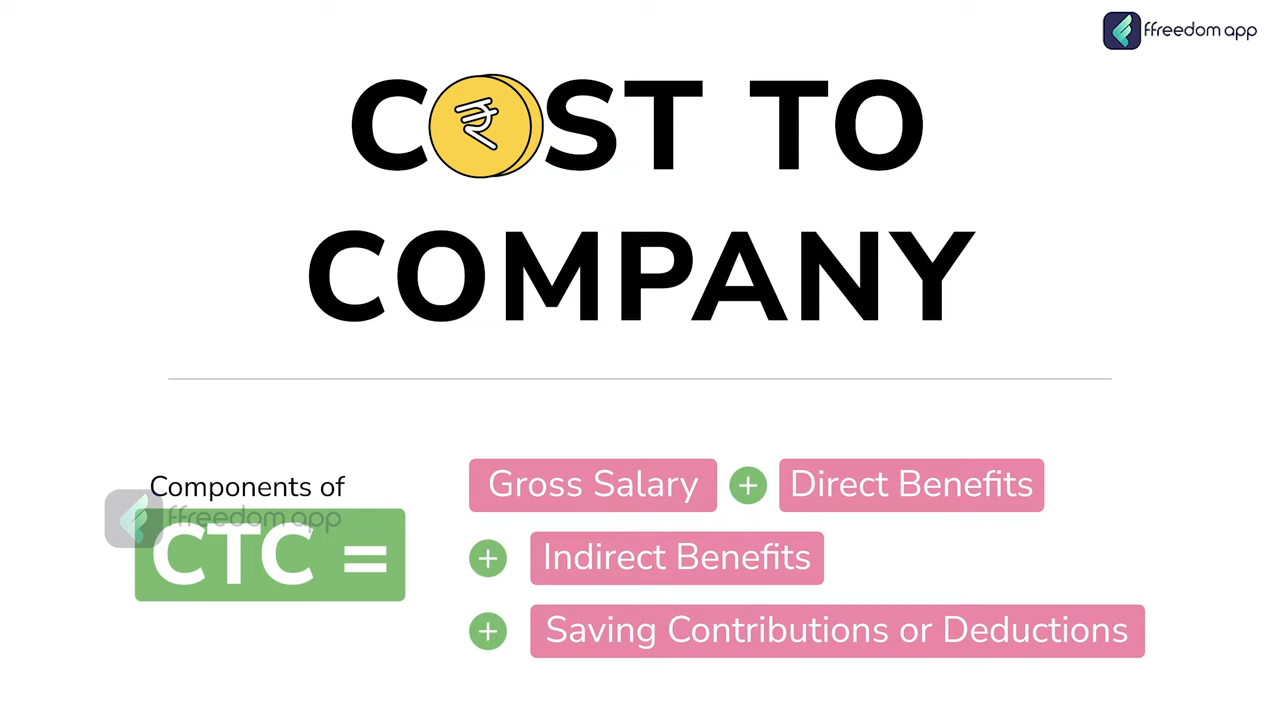 ffreedom app
C₹ST TO
COMPANY
Components of
ffreedom app
CTC =
Gross Salary + Direct Benefits
+ Indirect Benefits
+ Saving Contributions or Deductions